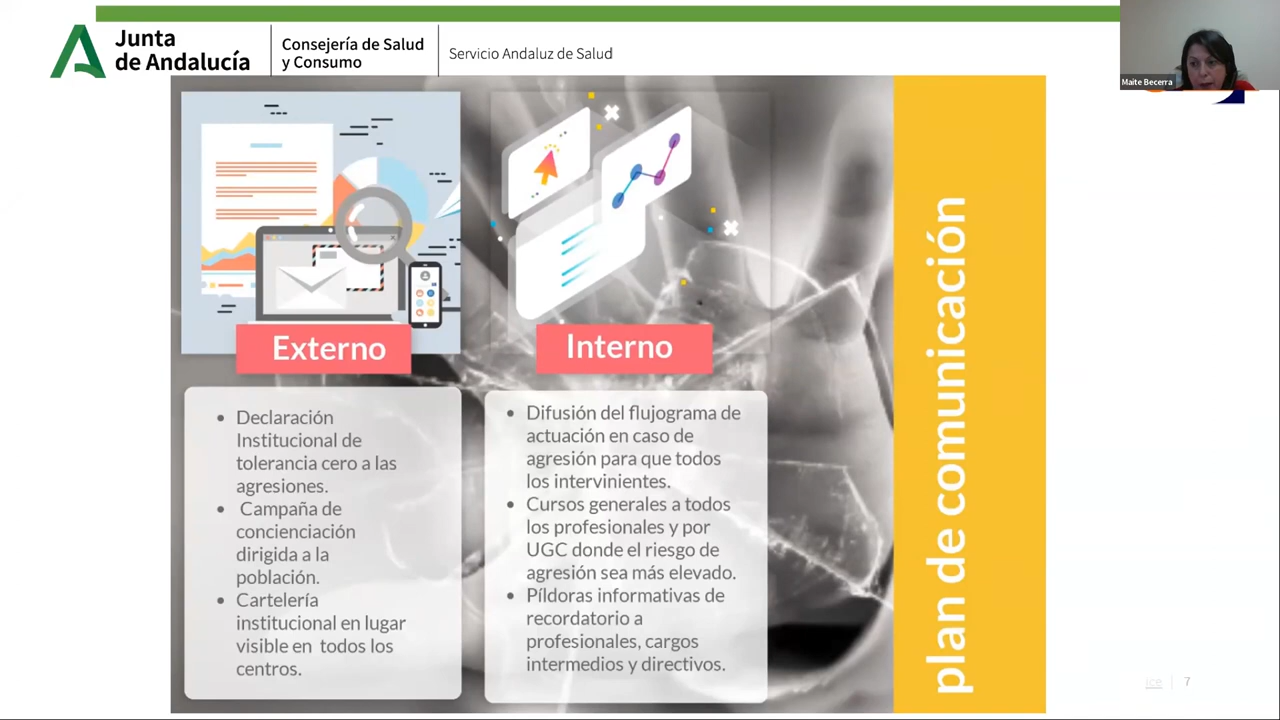 Junta
de Andalucía
Consejería de Salud
y Consumo
Servicio Andaluz de Salud
Maite Becerra
Externo
Declaración
Institucional de
tolerancia cero a las
agresiones.
Campaña de
concienciación
dirigida a la
población.
Cartelería
institucional en lugar
visible en todos los
centros.
Interno
Difusión del flujograma de
actuación en caso de
agresión para que todos
los intervinientes.
Cursos generales a todos
los profesionales y por
UGC donde el riesgo de
agresión sea más elevado.
Píldoras informativas de
recordatorio a
profesionales, cargos
intermedios y directivos.
plan de comunicación
ice
7